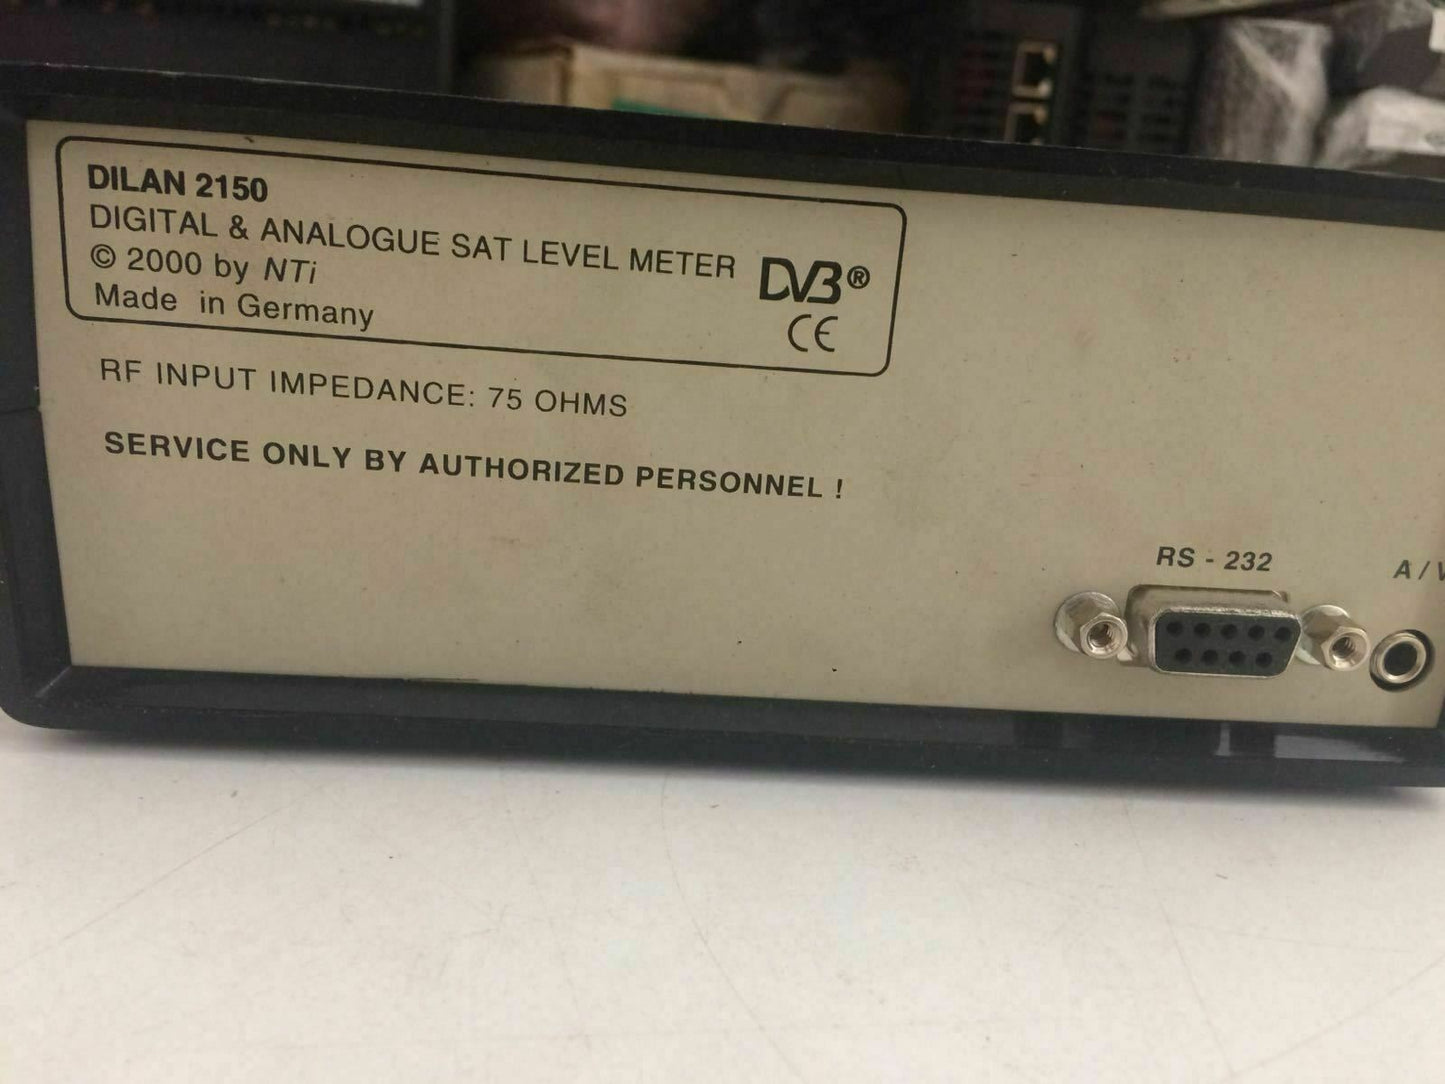 DILAN 2150
DIGITAL & ANALOGUE SAT LEVEL METER
© 2000 by NTi
Made in Germany
DVB®
CE
RF INPUT IMPEDANCE: 75 OHMS
SERVICE ONLY BY AUTHORIZED PERSONNEL !
RS - 232
A /